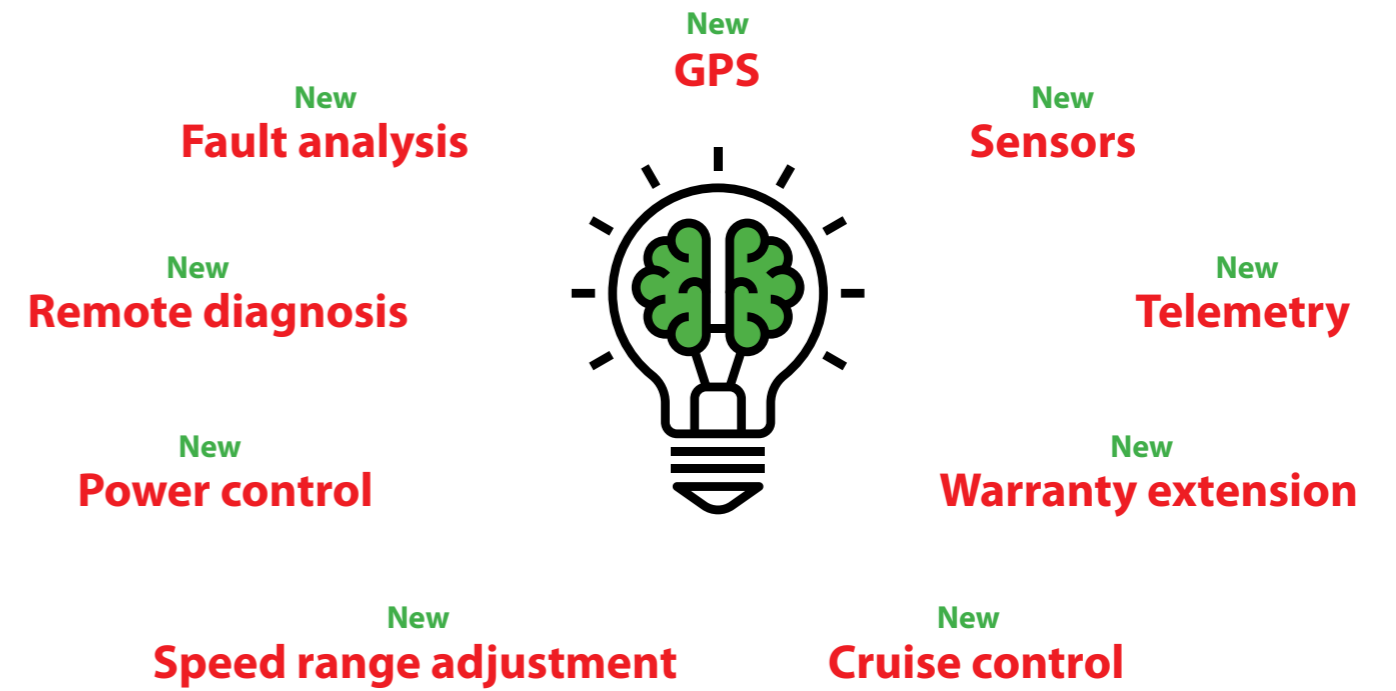 New
GPS
New
Fault analysis
New
Sensors
New
Remote diagnosis
New
Telemetry
New
Power control
New
Warranty extension
New
Speed range adjustment
New
Cruise control